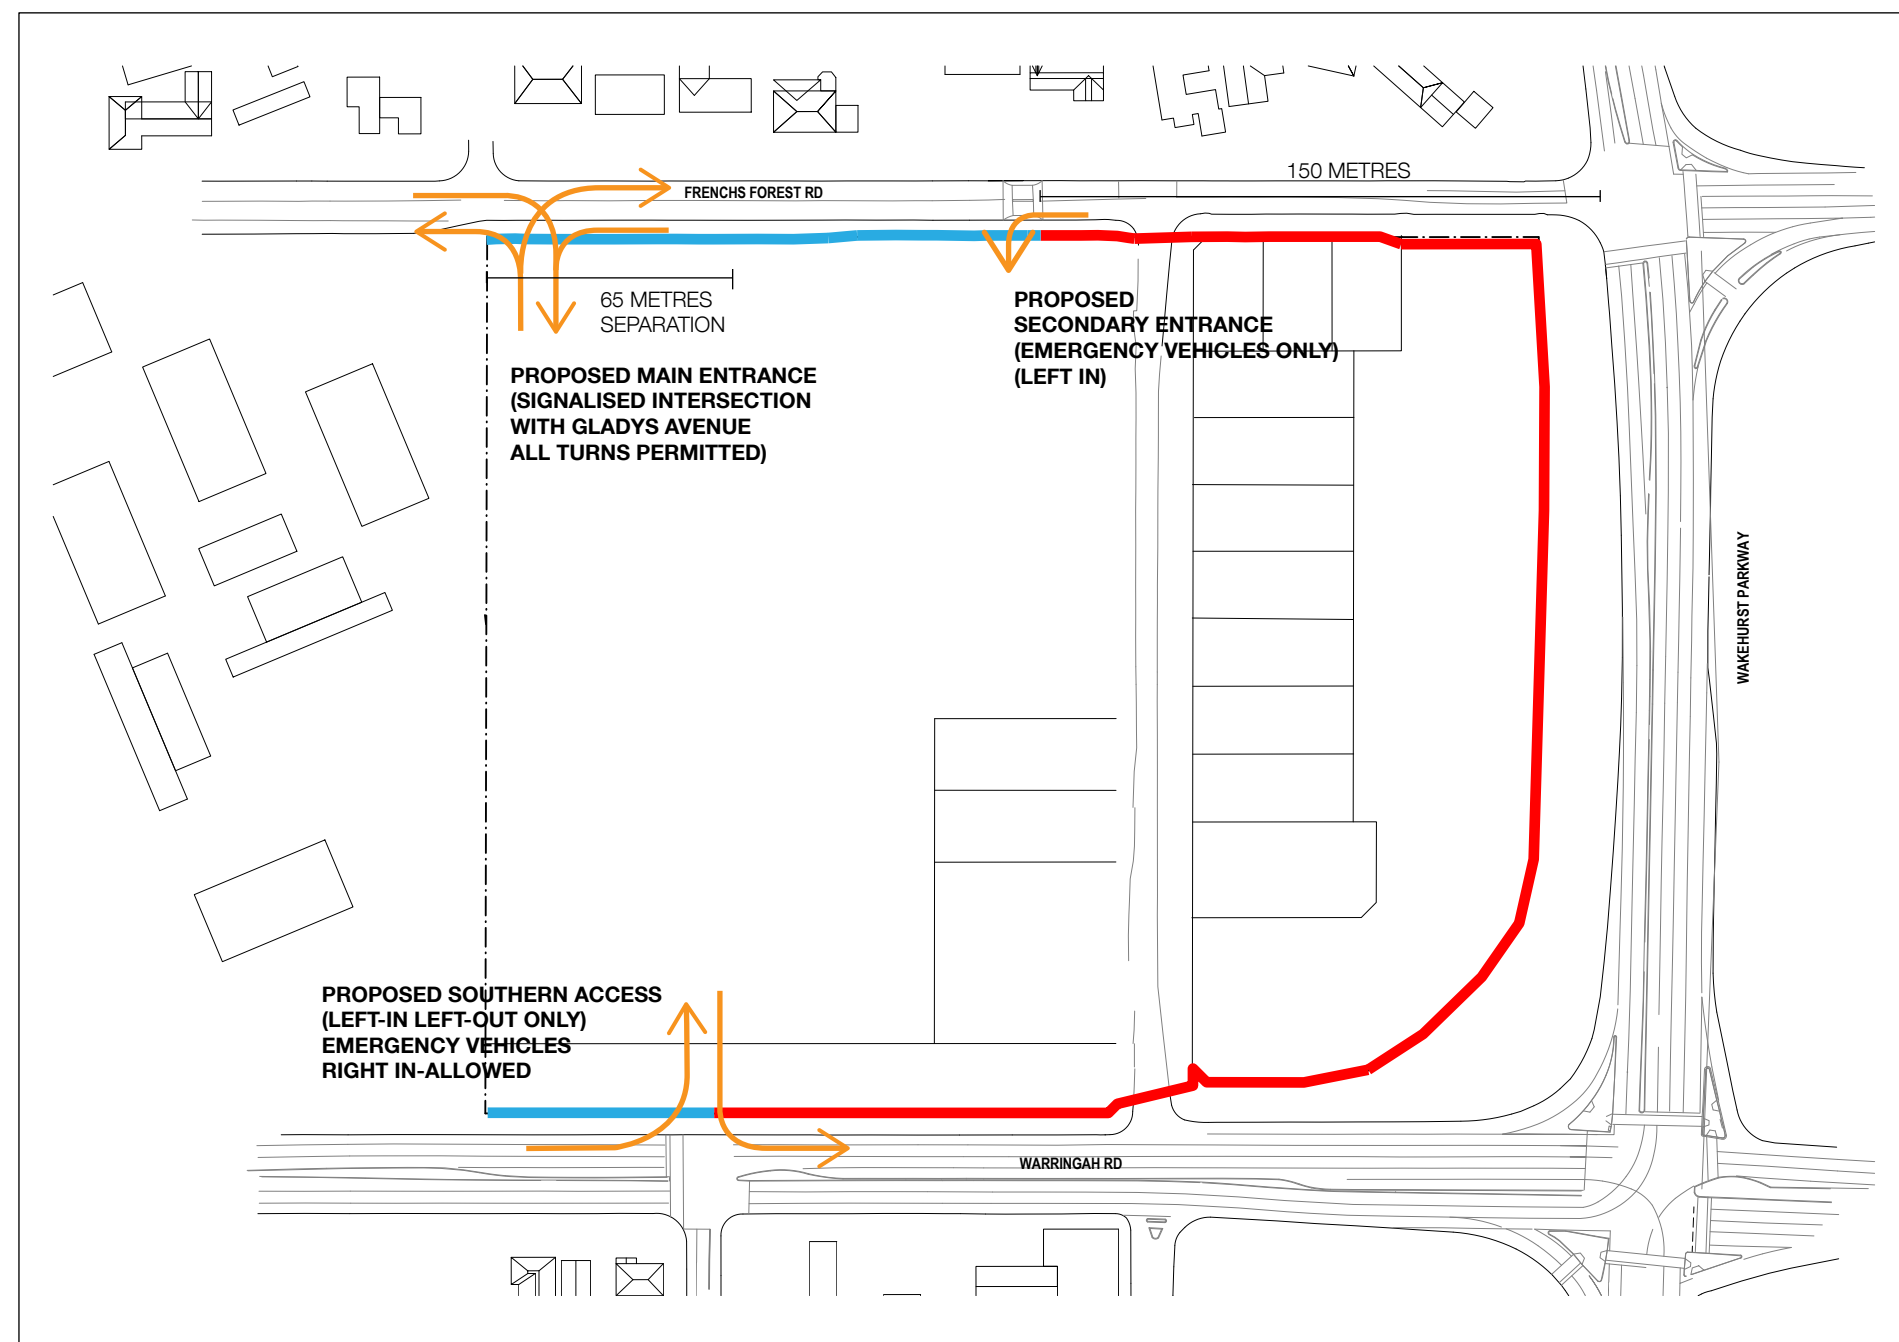 150 METRES
FRENCHS FOREST RD
65 METRES
SEPARATION
PROPOSED
SECONDARY ENTRANCE
(EMERGENCY VEHICLES ONLY)
(LEFT IN)
PROPOSED MAIN ENTRANCE
(SIGNALISED INTERSECTION
WITH GLADYS AVENUE
ALL TURNS PERMITTED)
WAKEHURST PARKWAY
PROPOSED SOUTHERN ACCESS
(LEFT-IN LEFT-OUT ONLY)
EMERGENCY VEHICLES
RIGHT IN-ALLOWED
WARRINGAH RD